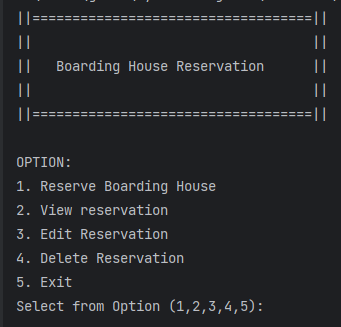 ||===================================||
||                                   ||
||   Boarding House Reservation      ||
||                                   ||
||===================================||
OPTION:
1. Reserve Boarding House
2. View reservation
3. Edit Reservation
4. Delete Reservation
5. Exit
Select from Option (1,2,3,4,5):